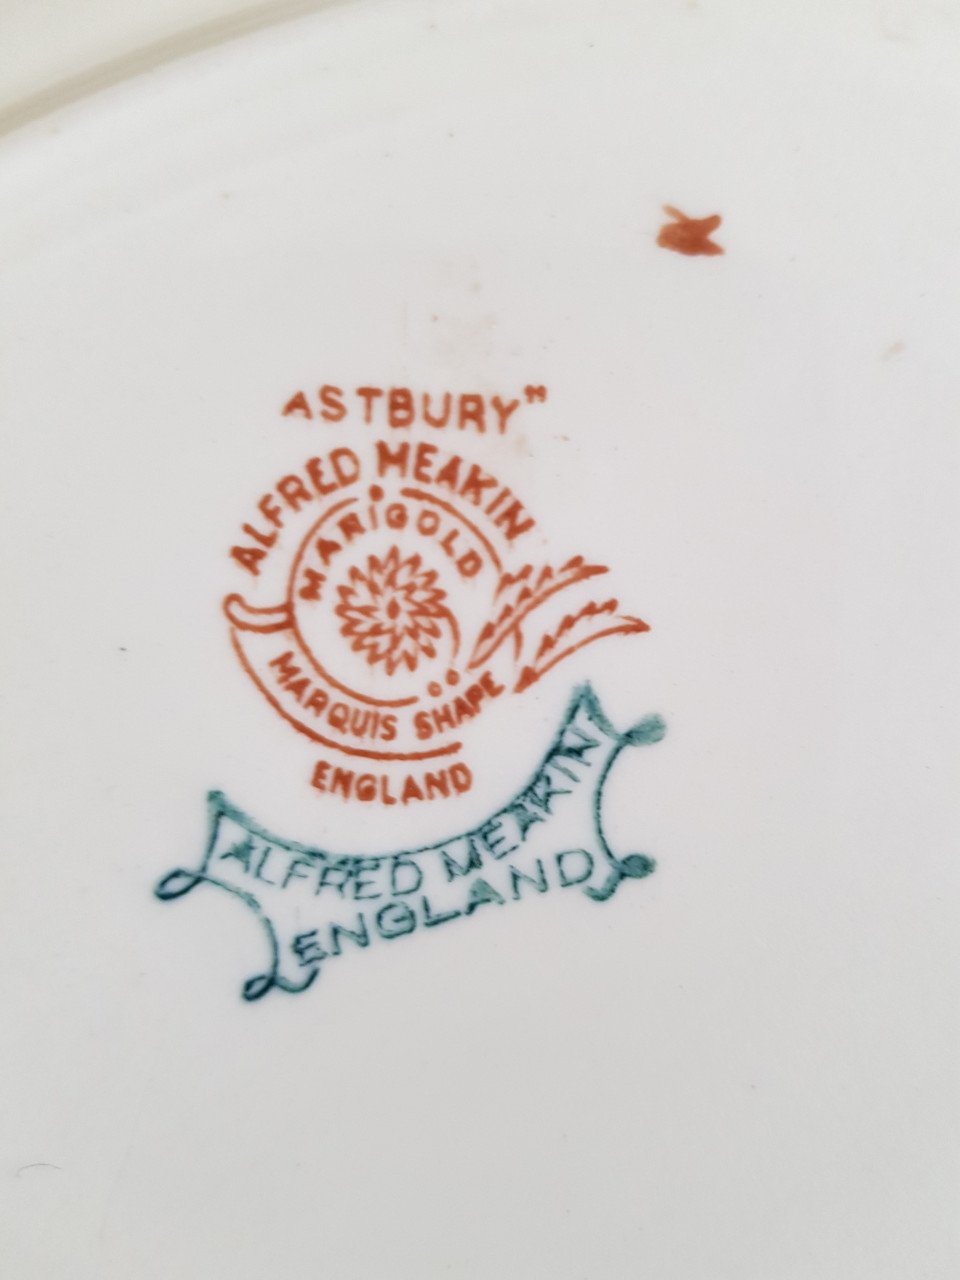 ASTBURY"
ALFRED MEAKIN
MARIGOLD
MARQUIS SHAPE
ENGLAND
ALFRED MEAKIN
ENGLAND